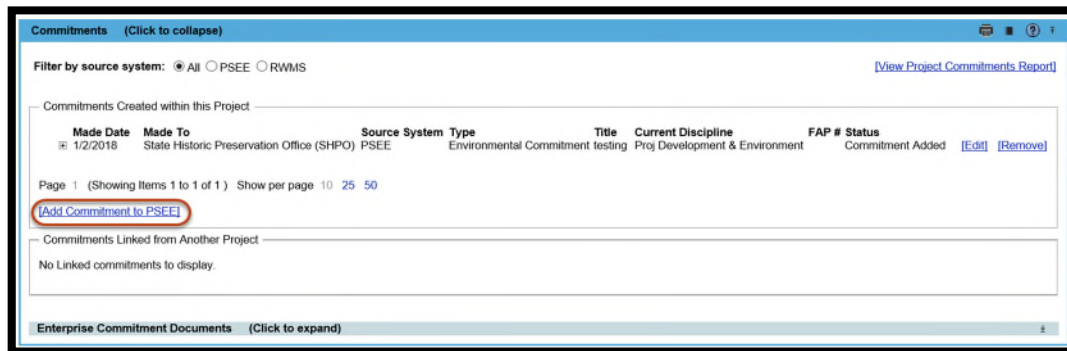 Commitments (Click to collapse)
Filter by source system: All PSEE RWMS [View Project Commitments Report]
Commitments Created within this Project
Made Date Made To Source System Type Title Current Discipline FAP # Status
1/2/2018 State Historic Preservation Office (SHPO) PSEE Environmental Commitment testing Proj Development & Environment Commitment Added [Edit] [Remove]
Page 1 (Showing Items 1 to 1 of 1 ) Show per page 10 25 50
[Add Commitment to PSEE]
Commitments Linked from Another Project
No Linked commitments to display.
Enterprise Commitment Documents (Click to expand)